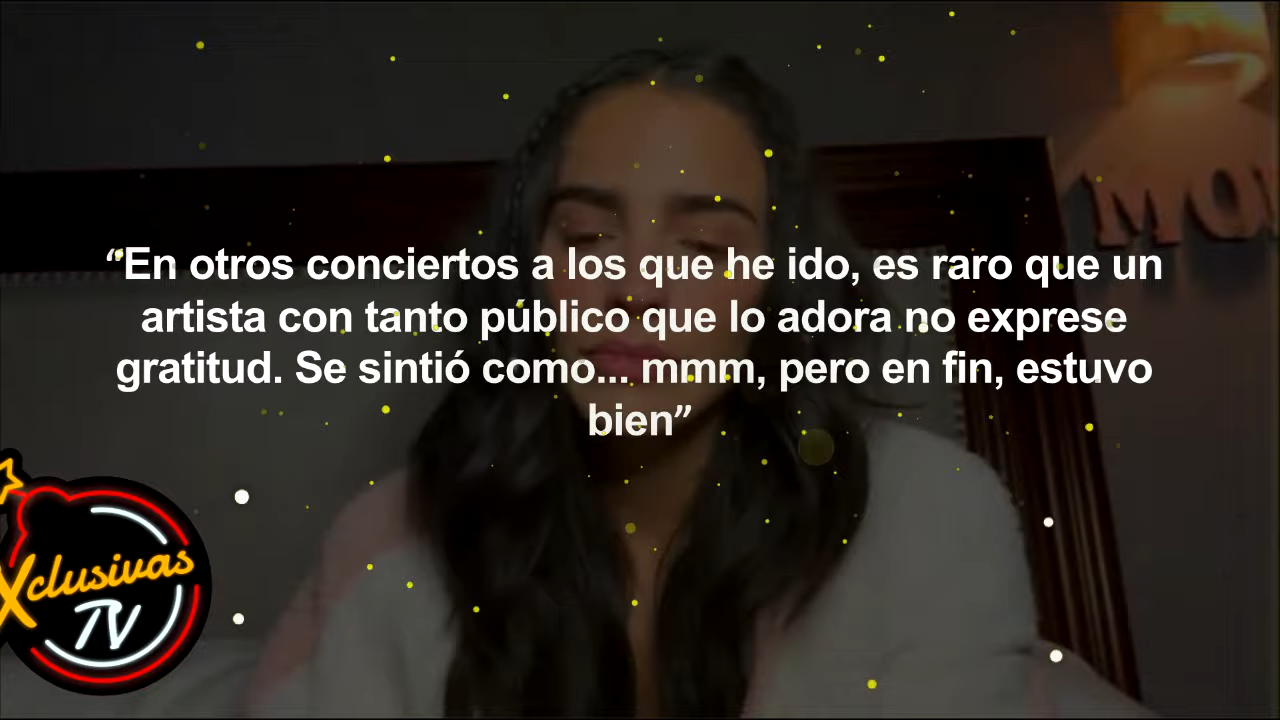 “En otros conciertos a los que he ido, es raro que un
artista con tanto público que lo adora no exprese
gratitud. Se sintió como... mmm, pero en fin, estuvo
bien”
MO
Xclusivas
TV